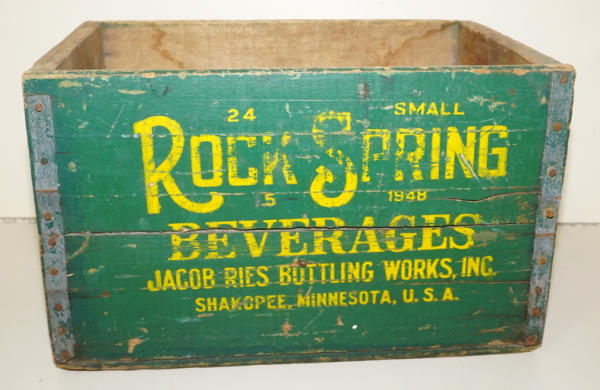 24 SMALL
ROCK SPRING
5 1948
BEVERAGES
JACOB RIES BOTTLING WORKS, INC.
SHAKOPEE, MINNESOTA, U. S. A.